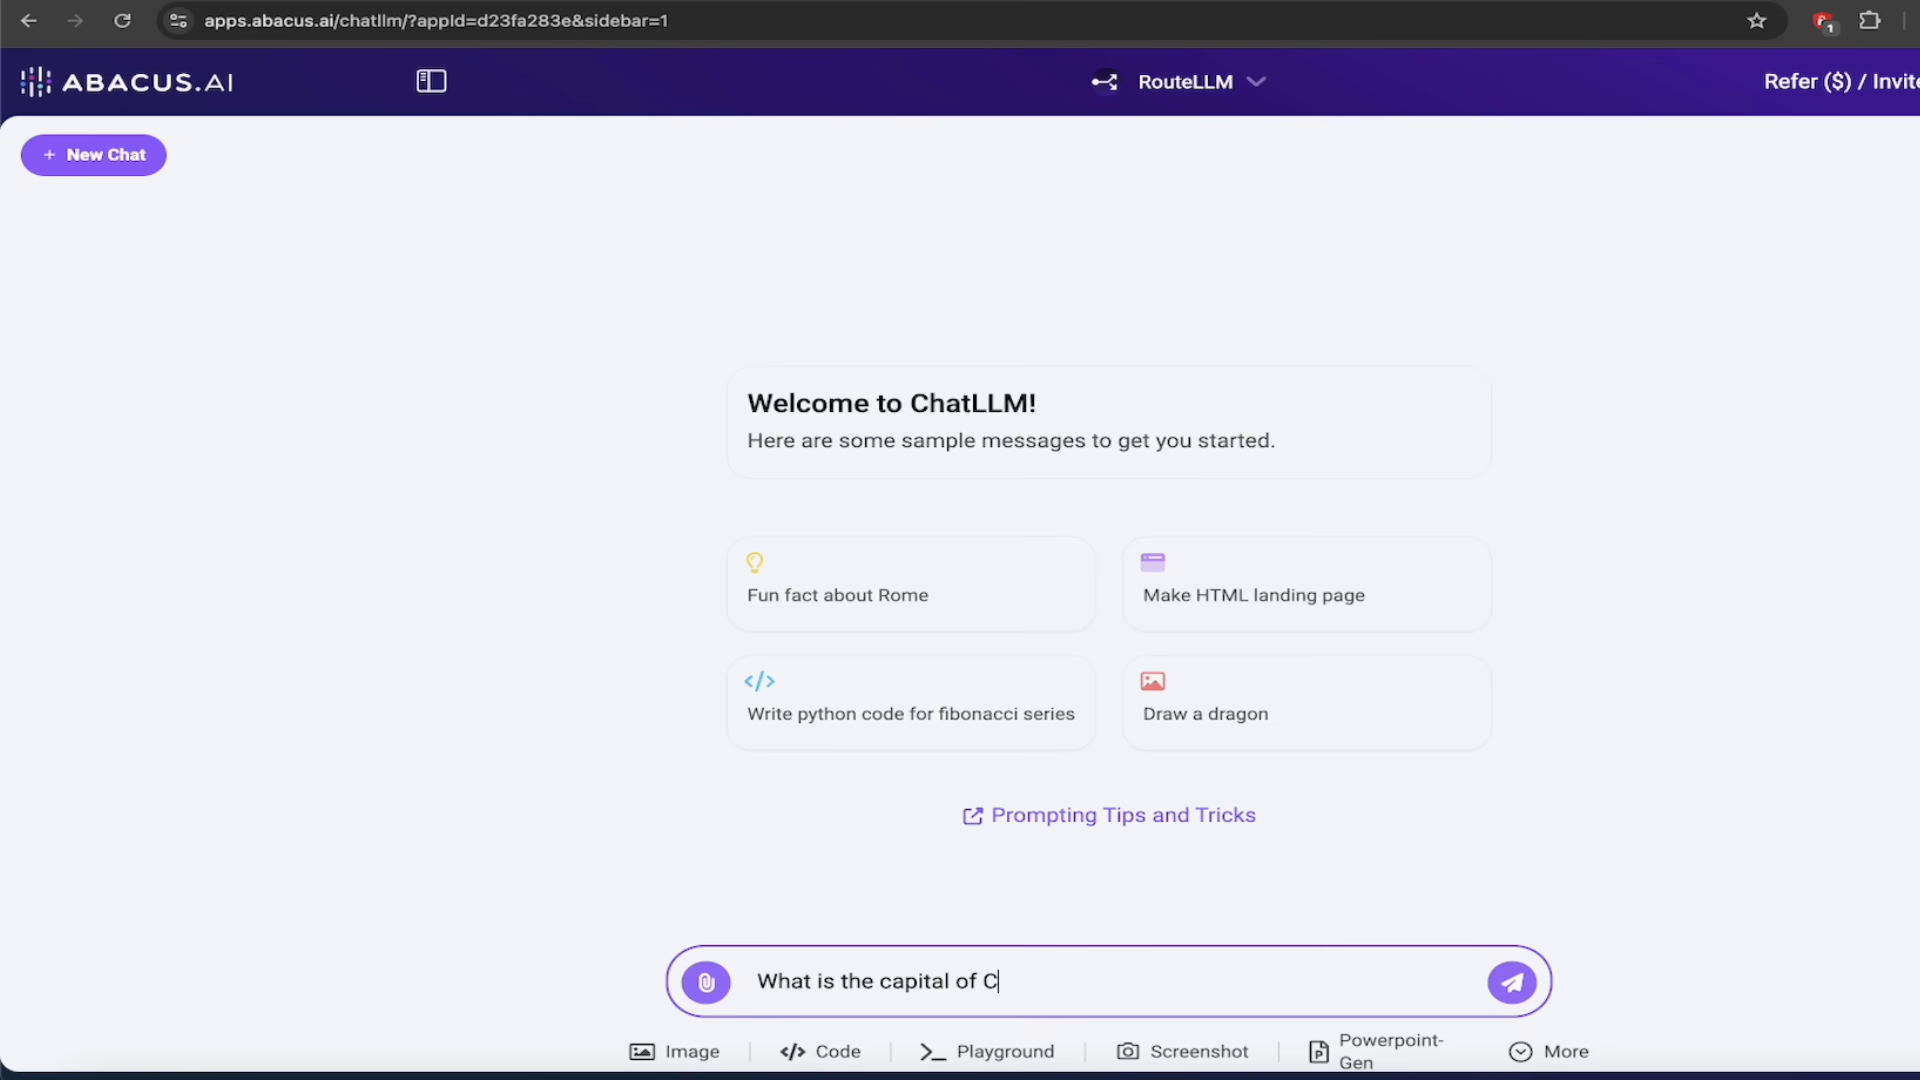 apps.abacus.ai/chatllm/?appId=d23fa283e&sidebar=1
1
ABACUS.AI
RouteLLM
Refer ($) / Invite
+ New Chat
Welcome to ChatLLM!
Here are some sample messages to get you started.
Fun fact about Rome
Make HTML landing page
</>
Write python code for fibonacci series
Draw a dragon
Prompting Tips and Tricks
What is the capital of C
Image
</> Code
Playground
Screenshot
Powerpoint-
Gen
More